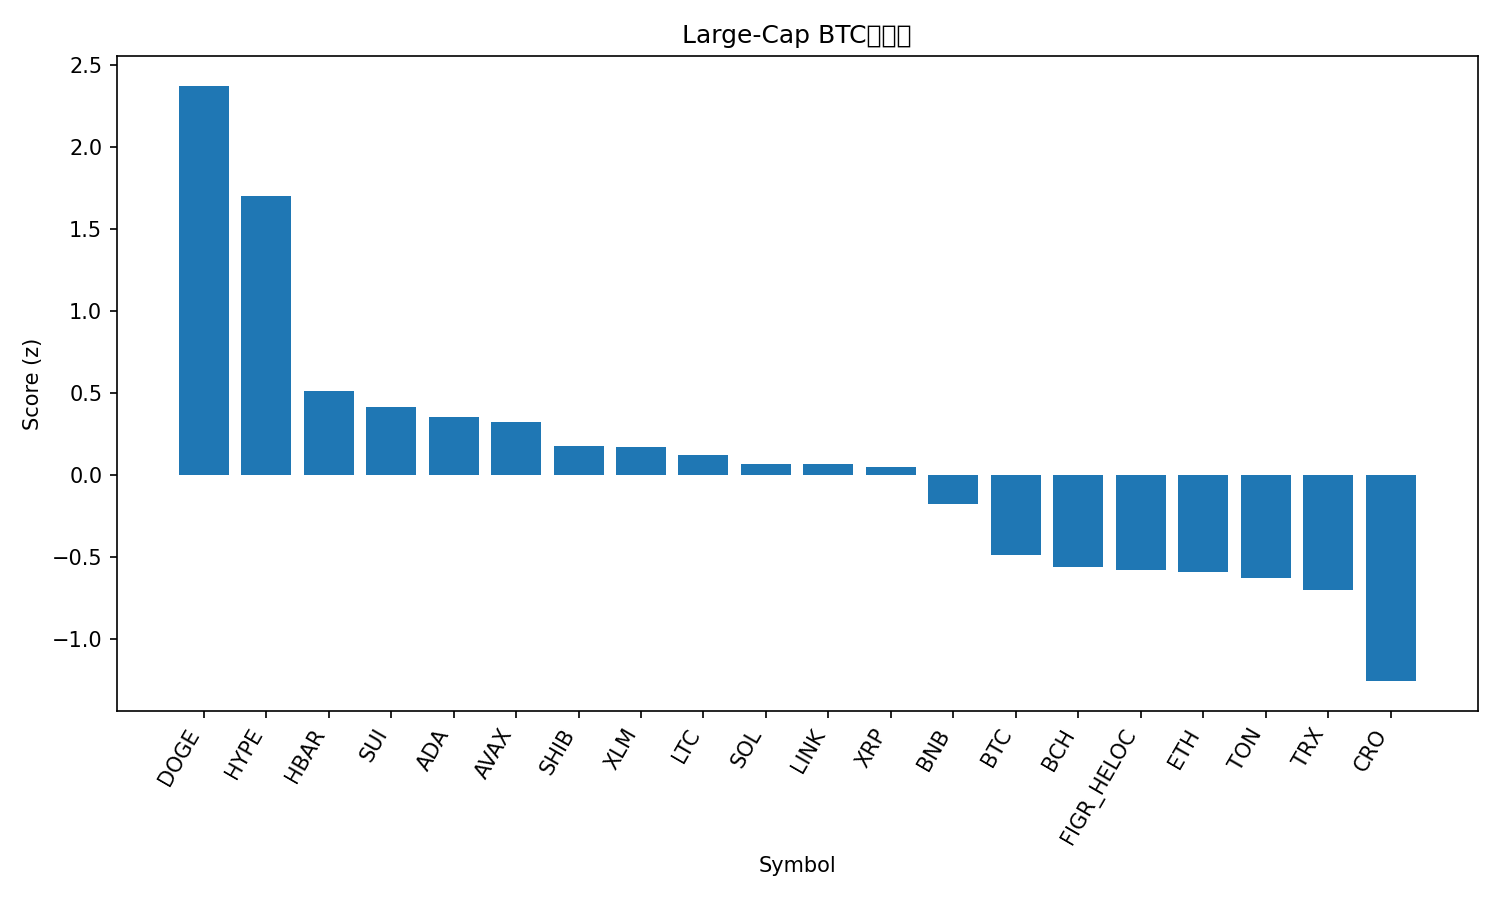 Large-Cap BTC
2.5
2.0
1.5
1.0
0.5
0.0
−0.5
−1.0
Score (z)
DOGE
HYPE
HBAR
SUI
ADA
AVAX
SHIB
XLM
LTC
SOL
LINK
XRP
BNB
BTC
BCH
FIGR_HELOC
ETH
TON
TRX
CRO
Symbol